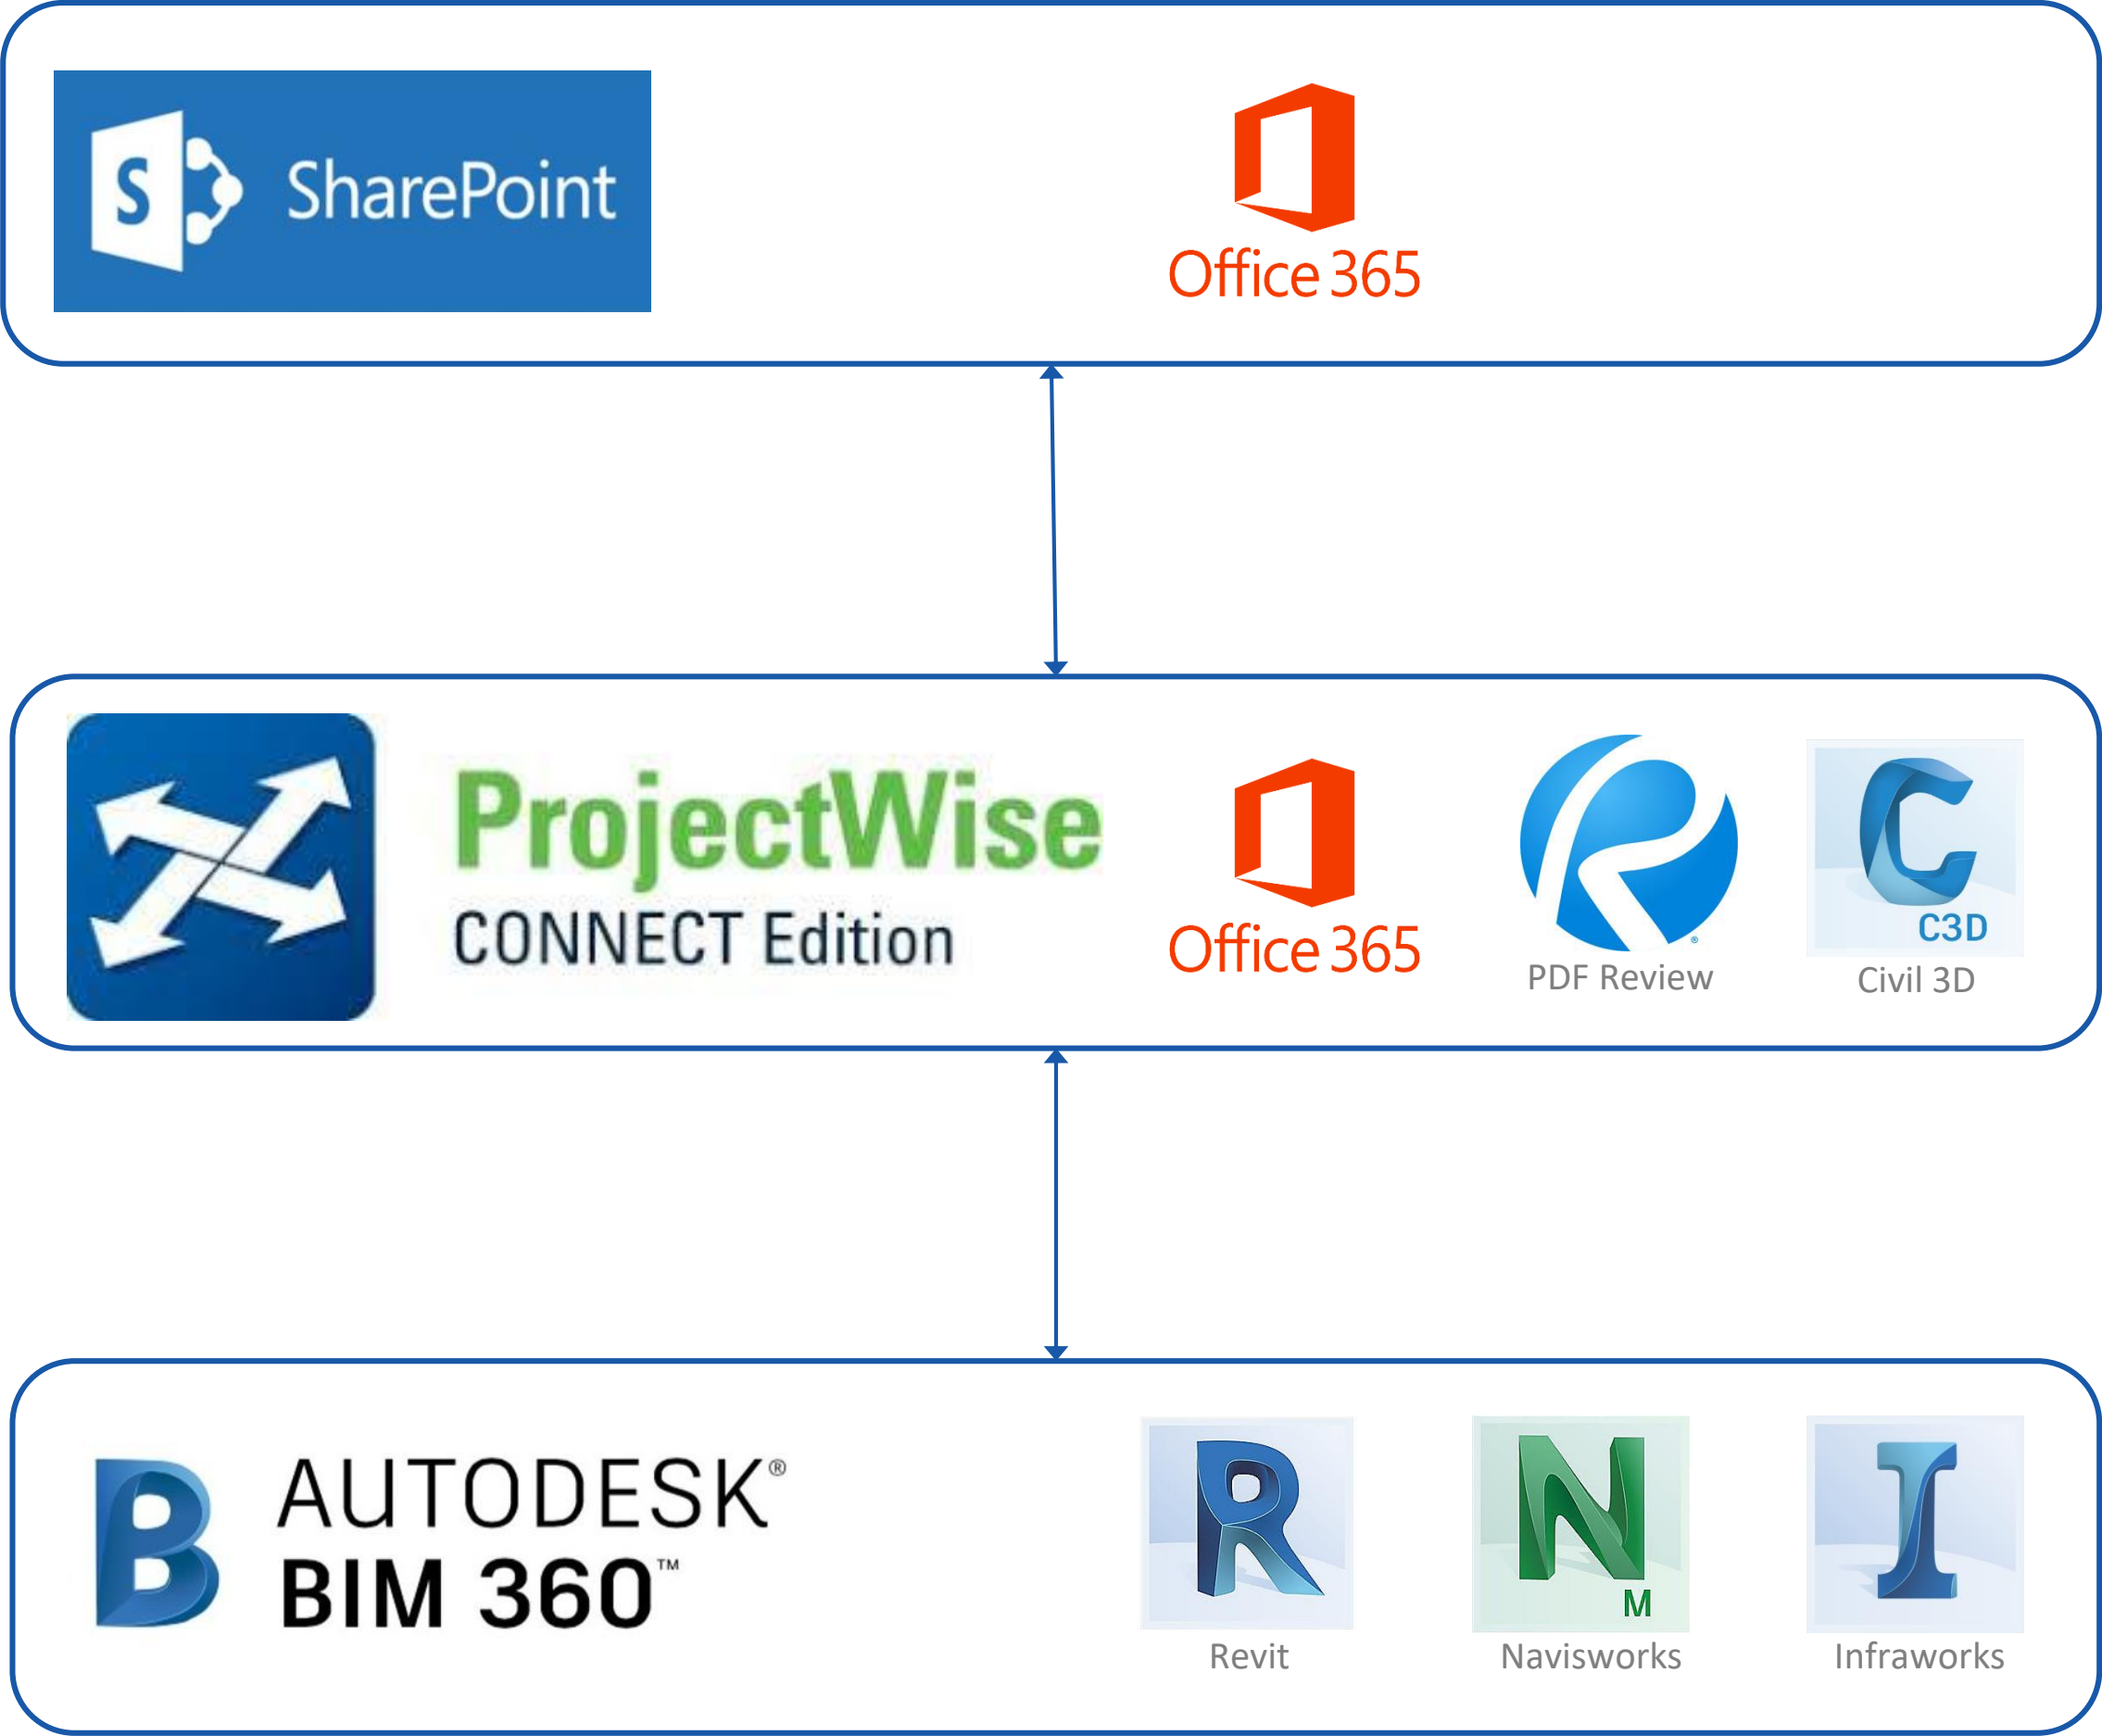 S
SharePoint
Office 365
ProjectWise
CONNECT Edition
Office 365
PDF Review
C3D
Civil 3D
AUTODESK®
BIM 360™
Revit
M
Navisworks
Infraworks